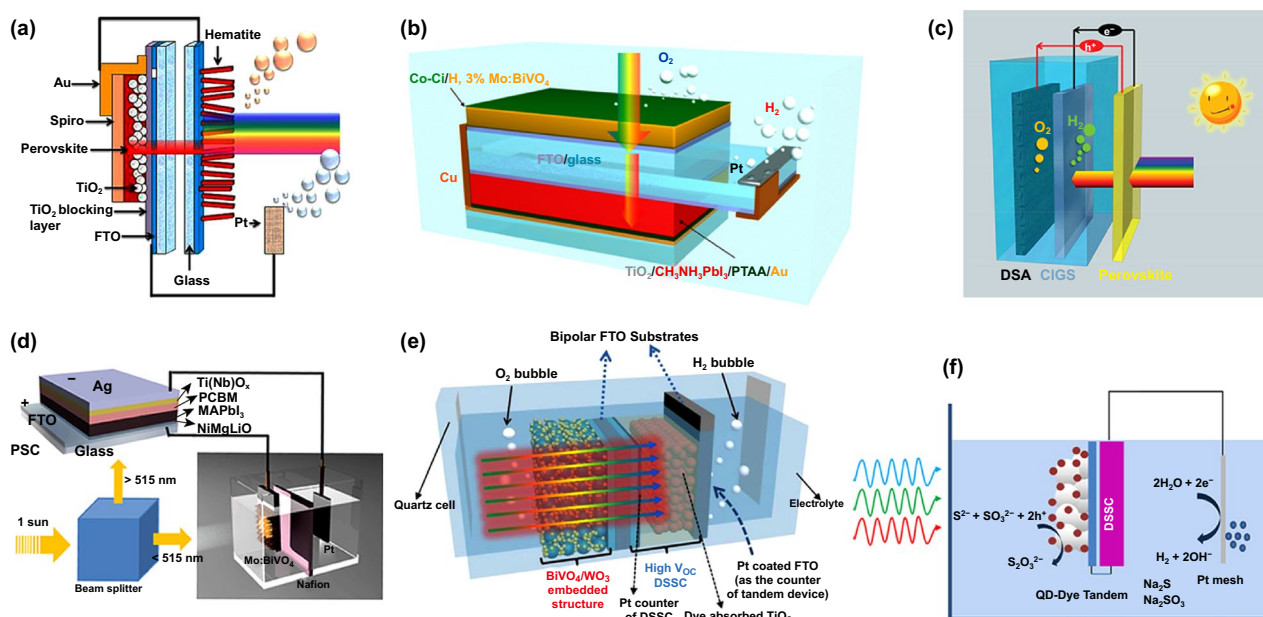 (a)
Hematite
Au
Spiro
Perovskite
TiO₂
TiO₂ blocking
layer
FTO
Glass
Pt
(b)
Co-Ci/H, 3% Mo:BiVO₄
O₂
H₂
FTO/glass
Pt
Cu
TiO₂/CH₃NH₃PbI₃/PTAA/Au
(c)
e⁻
h⁺
O₂
H₂
DSA
CIGS
Perovskite
(d)
−
Ag
+
FTO
PSC
Glass
Ti(Nb)Oₓ
PCBM
MAPbI₃
NiMgLiO
> 515 nm
1 sun
< 515 nm
Beam splitter
Mo:BiVO₄
Pt
Nafion
(e)
Bipolar FTO Substrates
O₂ bubble
H₂ bubble
Quartz cell
Electrolyte
BiVO₄/WO₃
embedded
structure
High V_OC
DSSC
Pt counter
of DSSC
Dye absorbed TiO₂
Pt coated FTO
(as the counter
of tandem device)
(f)
S²⁻ + SO₃²⁻ + 2h⁺
S₂O₃²⁻
DSSC
QD-Dye Tandem
2H₂O + 2e⁻
H₂ + 2OH⁻
Na₂S
Na₂SO₃
Pt mesh